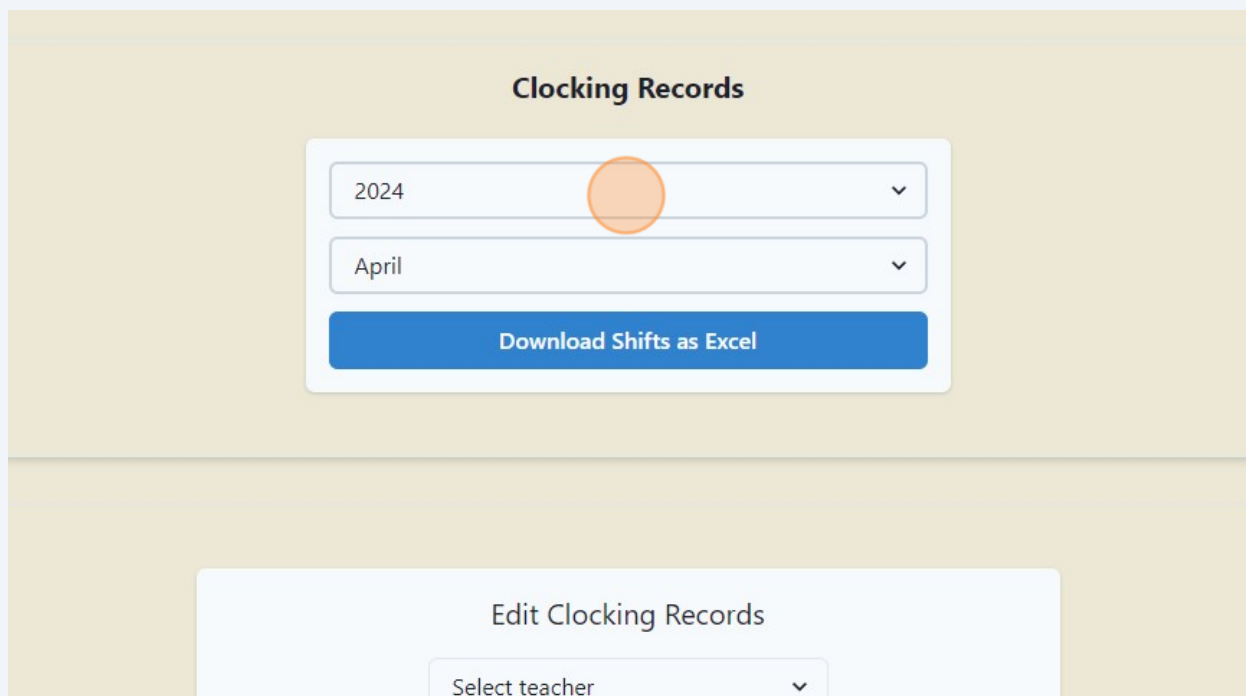 Clocking Records
2024
April
Download Shifts as Excel
Edit Clocking Records
Select teacher